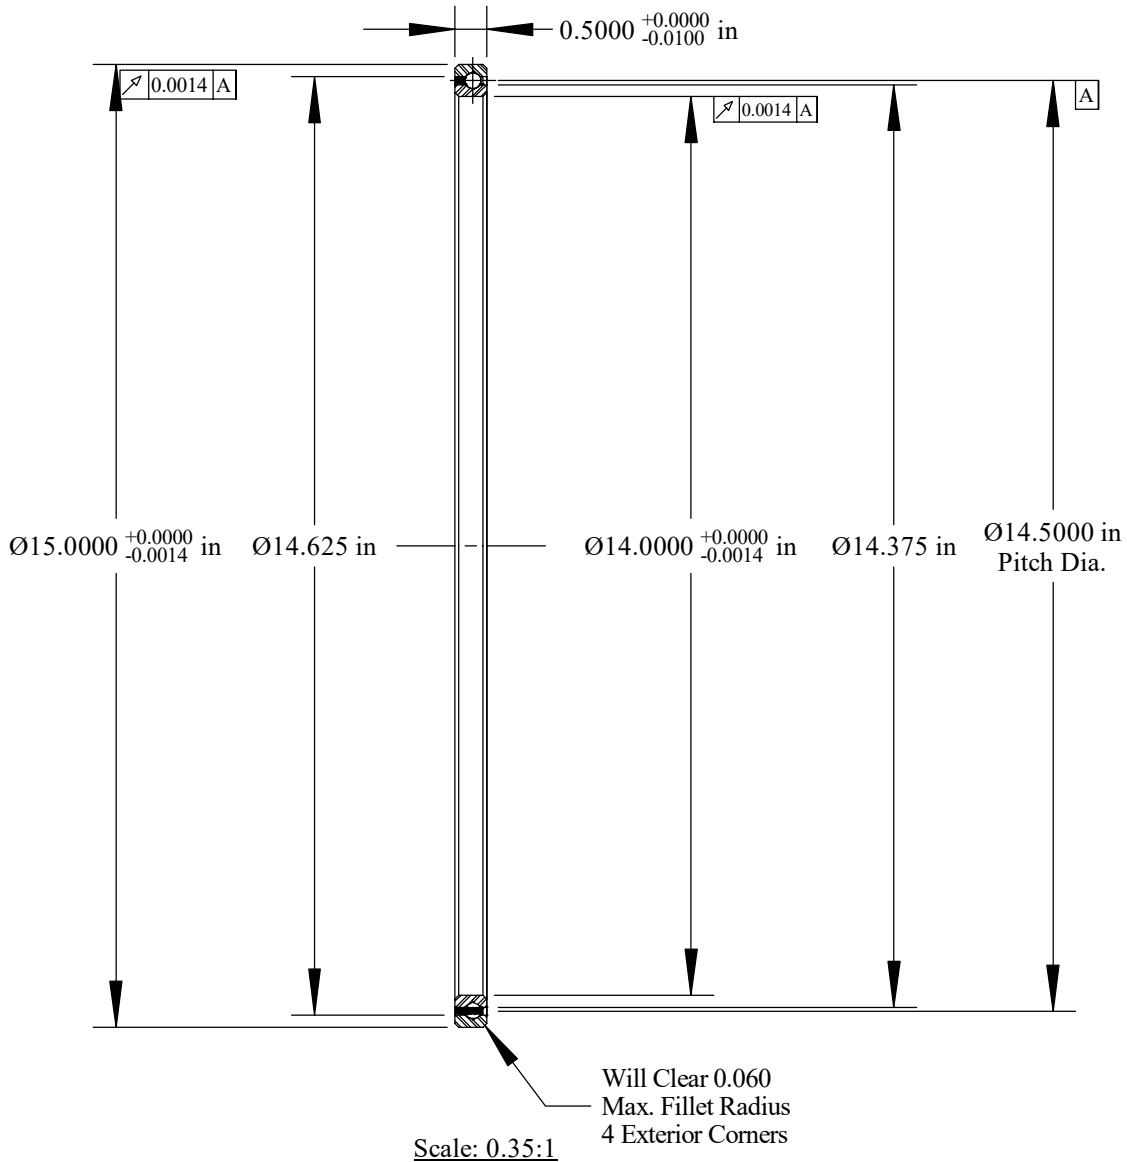 0.5000 +0.0000 -0.0100 in
0.0014 A
0.0014 A
A
Ø15.0000 +0.0000 -0.0014 in
Ø14.625 in
Ø14.0000 +0.0000 -0.0014 in
Ø14.375 in
Ø14.5000 in
Pitch Dia.
Will Clear 0.060
Max. Fillet Radius
4 Exterior Corners
Scale: 0.35:1